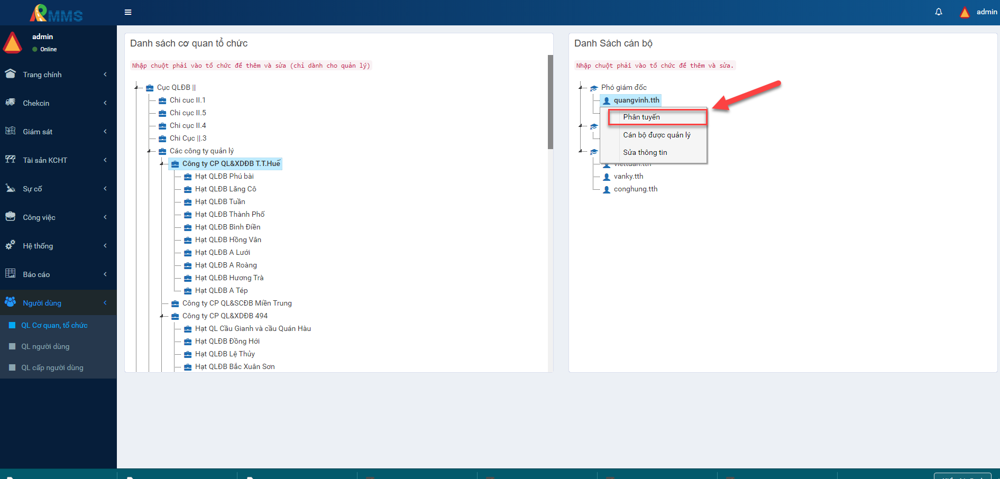 RMMS
admin
admin
Online
Trang chính
Chekcin
Giám sát
Tài sản KCHT
Sự cố
Công việc
Hệ thống
Báo cáo
Người dùng
QL Cơ quan, tổ chức
QL người dùng
QL cấp người dùng
Danh sách cơ quan tổ chức
Nhập chuột phải vào tổ chức để thêm và sửa (chỉ dành cho quản lý)
Cục QLĐB ||
Chi cục II.1
Chi cục II.5
Chi cục II.4
Chi Cục ||.3
Các công ty quản lý
Công ty CP QL&XDĐB T.T.Huế
Hạt QLĐB Phú bài
Hạt QLĐB Lăng Cô
Hạt QLĐB Tuần
Hạt QLĐB Thành Phố
Hạt QLĐB Bình Điền
Hạt QLĐB Hồng Vân
Hạt QLĐB A Lưới
Hạt QLĐB A Roàng
Hạt QLĐB Hương Trà
Hạt QLĐB A Tép
Công ty CP QL&SCĐB Miền Trung
Công ty CP QL&XDĐB 494
Hạt QL Cầu Gianh và cầu Quán Hàu
Hạt QLĐB Đồng Hới
Hạt QLĐB Lệ Thủy
Hạt QLĐB Bắc Xuân Sơn
Danh Sách cán bộ
Nhập chuột phải vào tổ chức để thêm và sửa.
Phó giám đốc
quangvinh.tth
Phân tuyến
Cán bộ được quản lý
Sửa thông tin
viettuan.tth
vanky.tth
conghung.tth